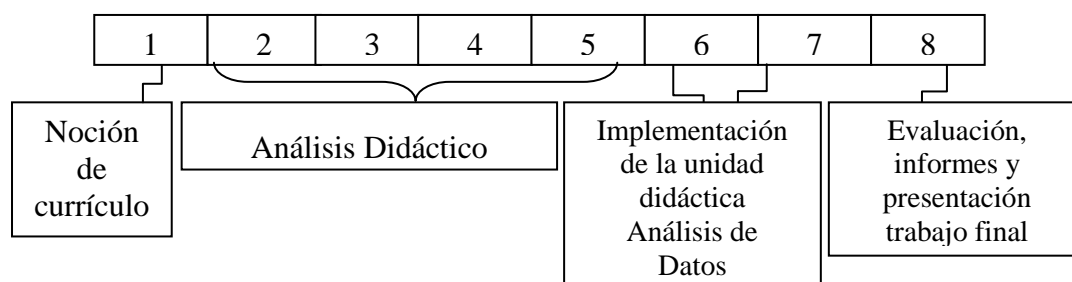 1 2 3 4 5 6 7 8
Noción
de
currículo
Análisis Didáctico
Implementación
de la unidad
didáctica
Análisis de
Datos
Evaluación,
informes y
presentación
trabajo final